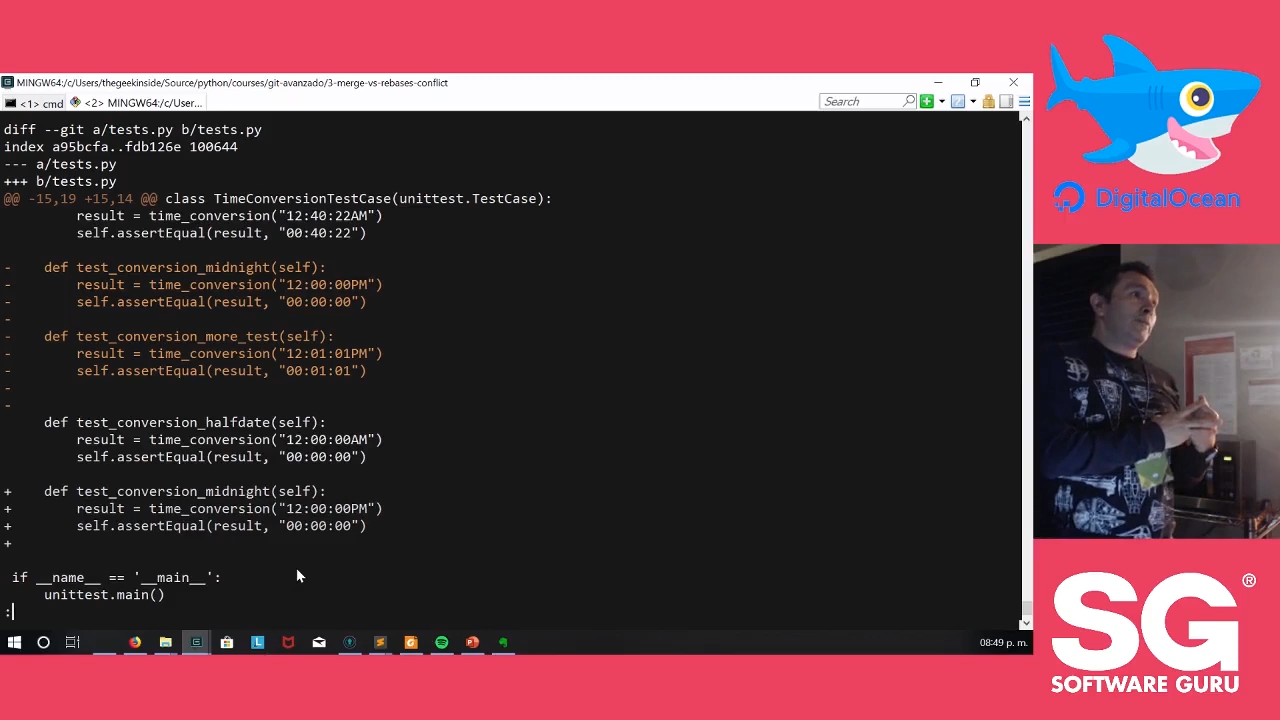 MINGW64:/c/Users/thegeekinside/Source/python/courses/git-avanzado/3-merge-vs-rebases-conflict
<1> cmd
<2> MINGW64:/c/User...
Search
diff --git a/tests.py b/tests.py
index a95bcfa..fdb126e 100644
--- a/tests.py
+++ b/tests.py
@@ -15,19 +15,14 @@ class TimeConversionTestCase(unittest.TestCase):
        result = time_conversion("12:40:22AM")
        self.assertEqual(result, "00:40:22")
-    def test_conversion_midnight(self):
-        result = time_conversion("12:00:00PM")
-        self.assertEqual(result, "00:00:00")
-
-    def test_conversion_more_test(self):
-        result = time_conversion("12:01:01PM")
-        self.assertEqual(result, "00:01:01")
-
-
     def test_conversion_halfdate(self):
         result = time_conversion("12:00:00AM")
         self.assertEqual(result, "00:00:00")
+    def test_conversion_midnight(self):
+        result = time_conversion("12:00:00PM")
+        self.assertEqual(result, "00:00:00")
+
 if __name__ == '__main__':
     unittest.main()
:
08:49 p. m.
DigitalOcean
SG®
SOFTWARE GURU